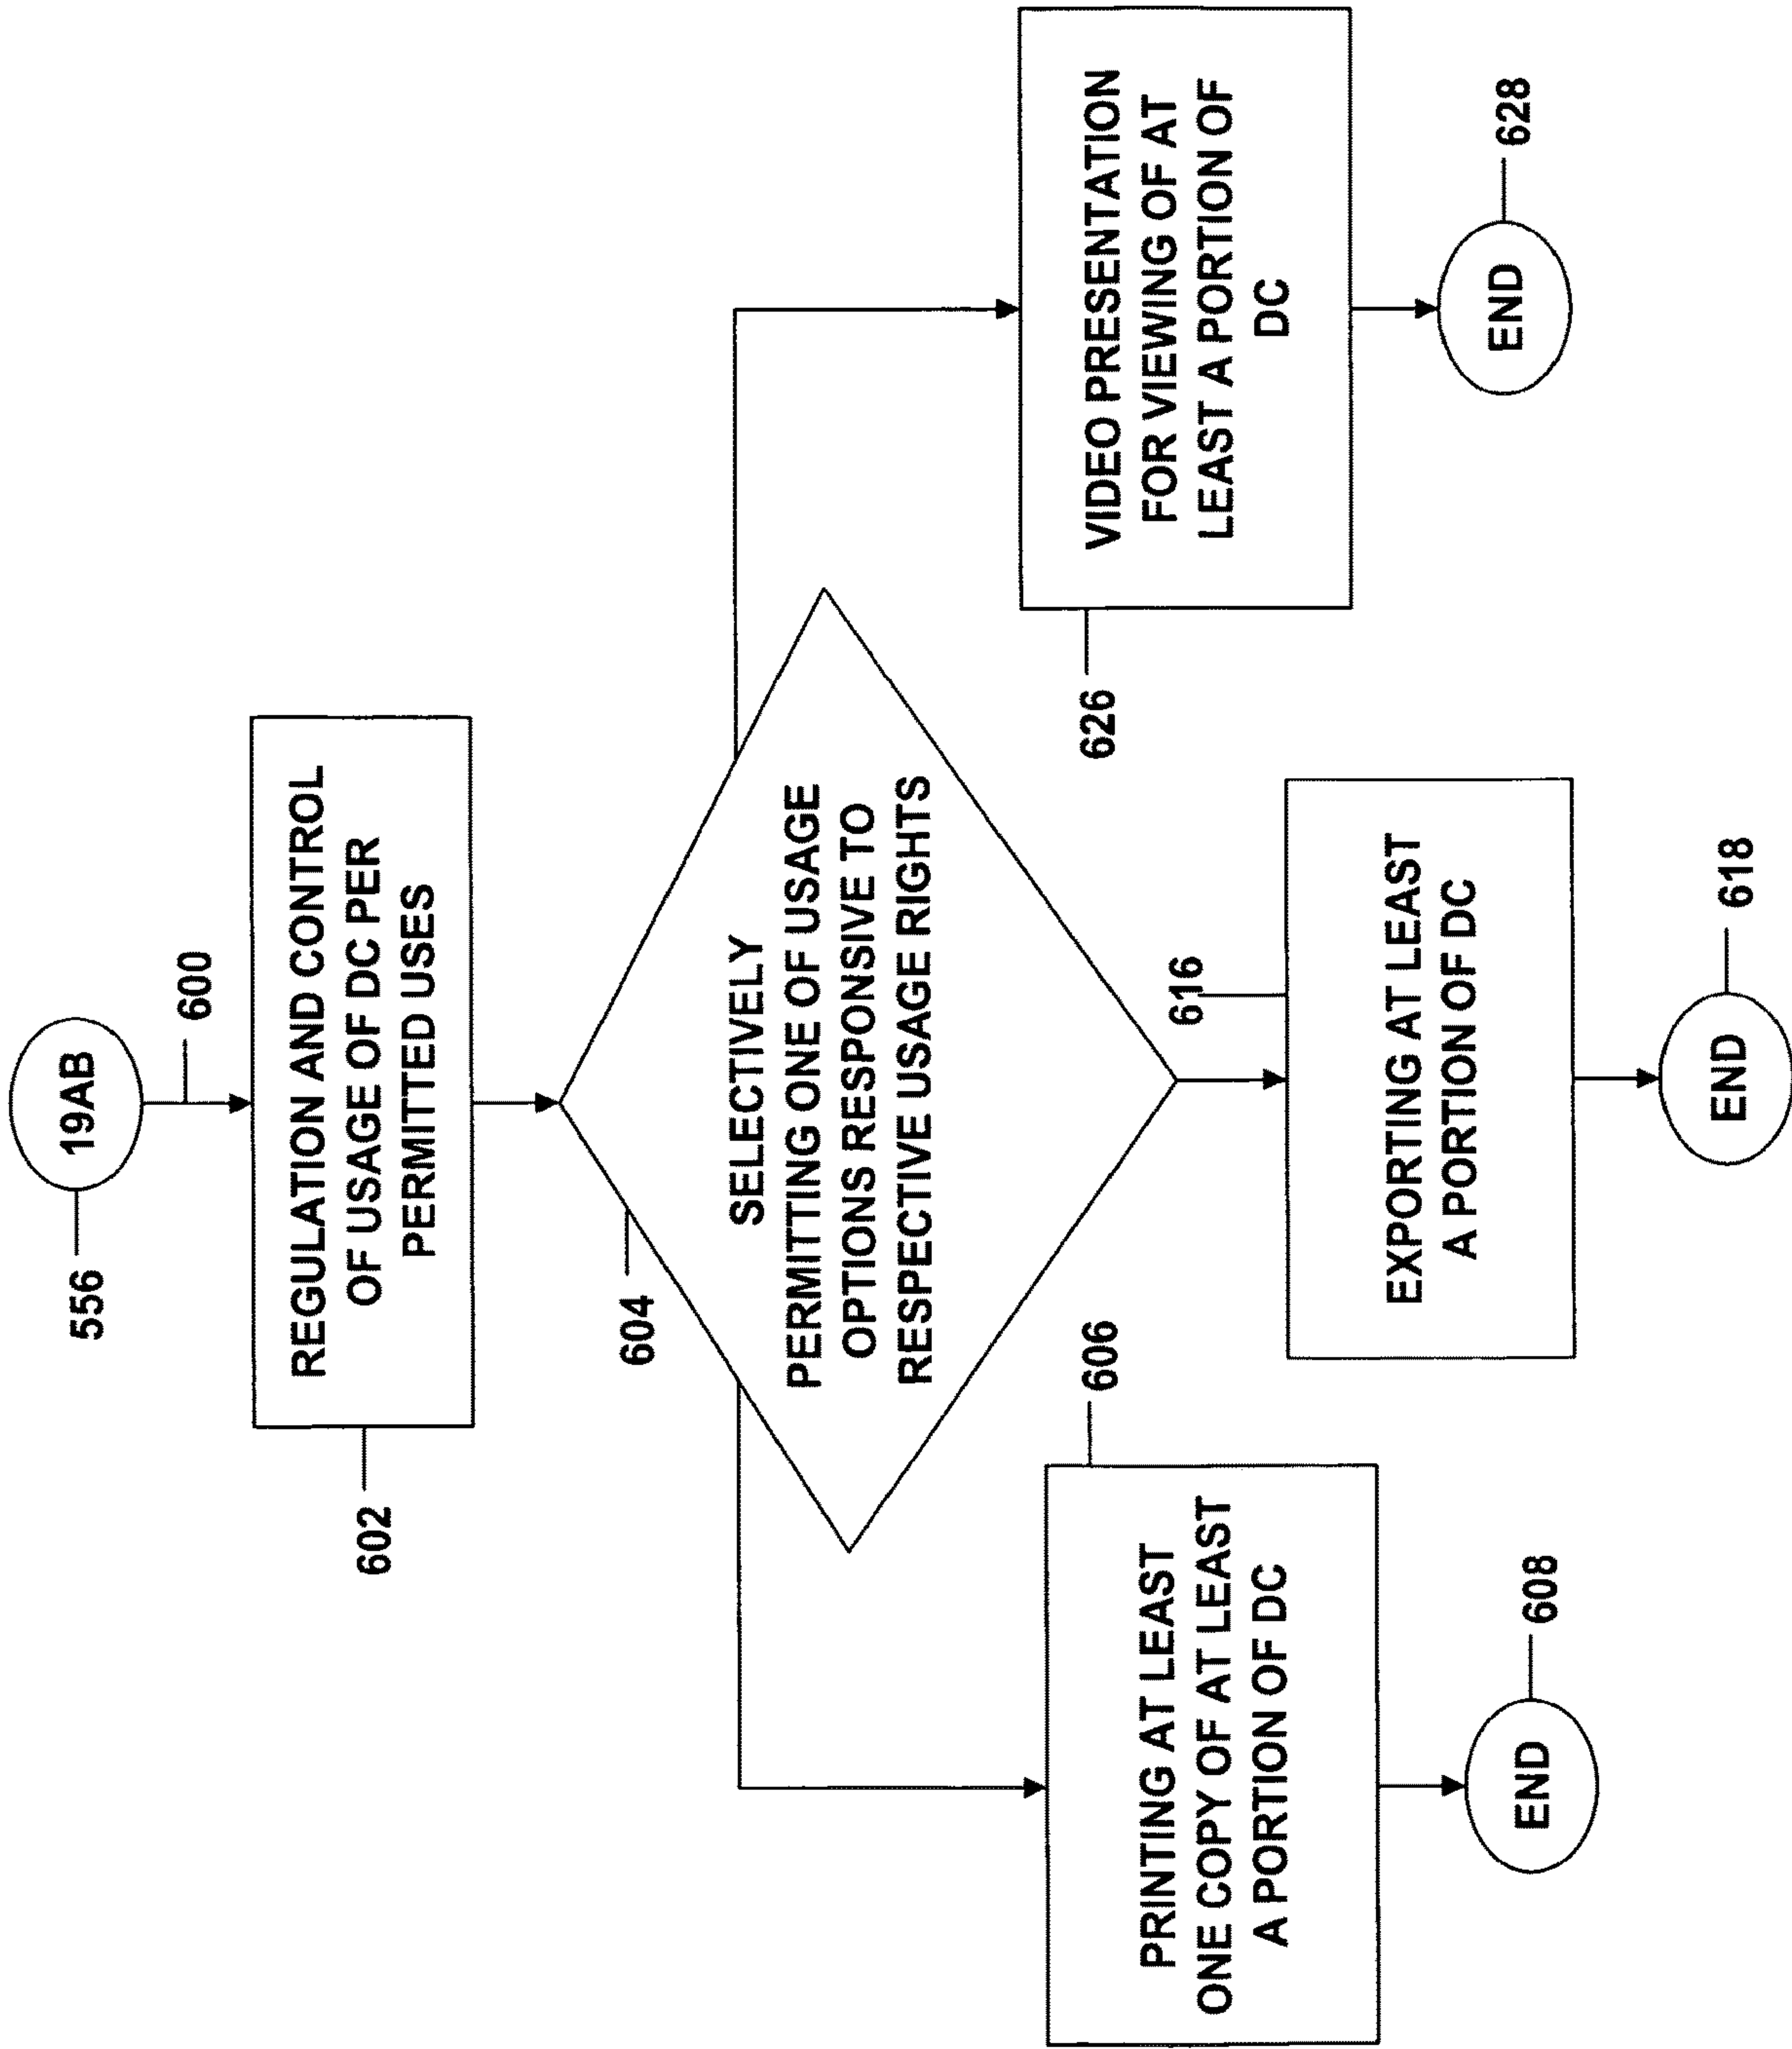 556
19AB
600
602
REGULATION AND CONTROL
OF USAGE OF DC PER
PERMITTED USES
604
SELECTIVELY
PERMITTING ONE OF USAGE
OPTIONS RESPONSIVE TO
RESPECTIVE USAGE RIGHTS
606
PRINTING AT LEAST
ONE COPY OF AT LEAST
A PORTION OF DC
608
END
616
EXPORTING AT LEAST
A PORTION OF DC
618
END
626
VIDEO PRESENTATION
FOR VIEWING OF AT
LEAST A PORTION OF
DC
628
END